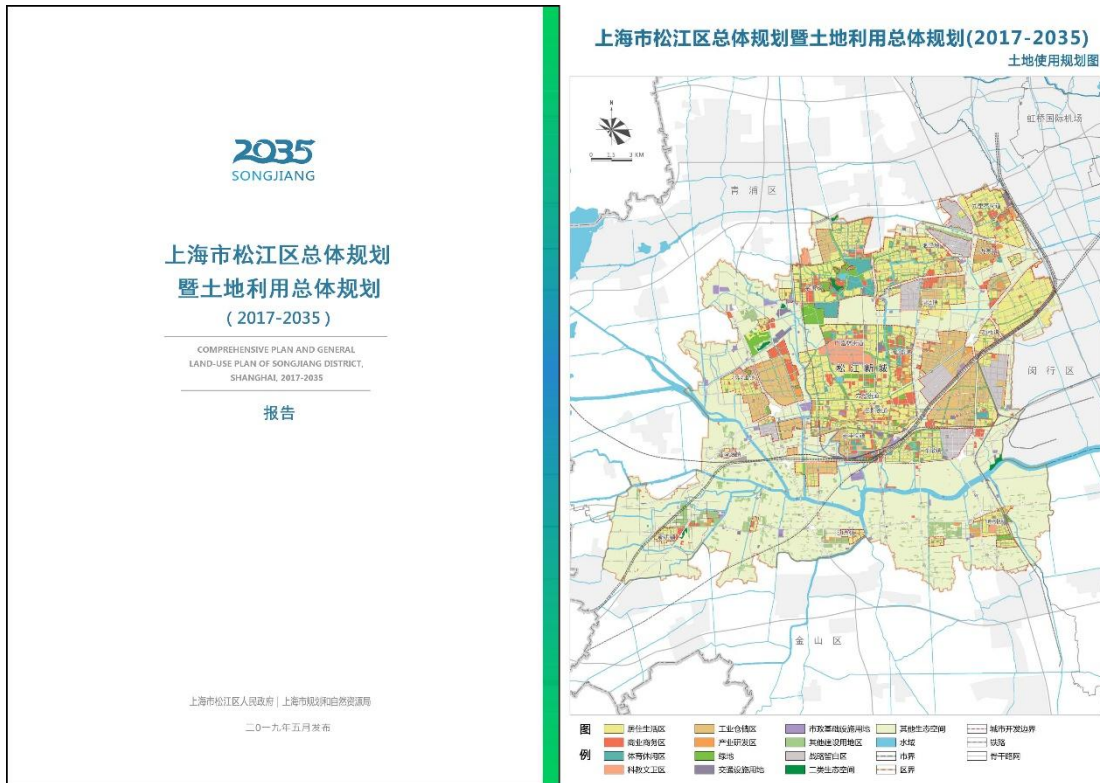 2035
SONGJIANG
上海市松江区总体规划
暨土地利用总体规划
(2017-2035)
COMPREHENSIVE PLAN AND GENERAL
LAND-USE PLAN OF SONGJIANG DISTRICT,
SHANGHAI, 2017-2035
报告
上海市松江区人民政府 | 上海市规划和自然资源局
二〇一九年五月发布
上海市松江区总体规划暨土地利用总体规划(2017-2035)
土地使用规划图
N
虹桥国际机场
青浦区
松江新城
闵行区
金山区
图例
居住生活区
工业仓储区
市政基础设施用地
其他生态空间
城市开发边界
商业商务区
产业研发区
其他建设用地区
水域
铁路
体育休闲区
绿地
战略留白区
市界
骨干路网
科教文卫区
交通设施用地
二类生态空间
区界